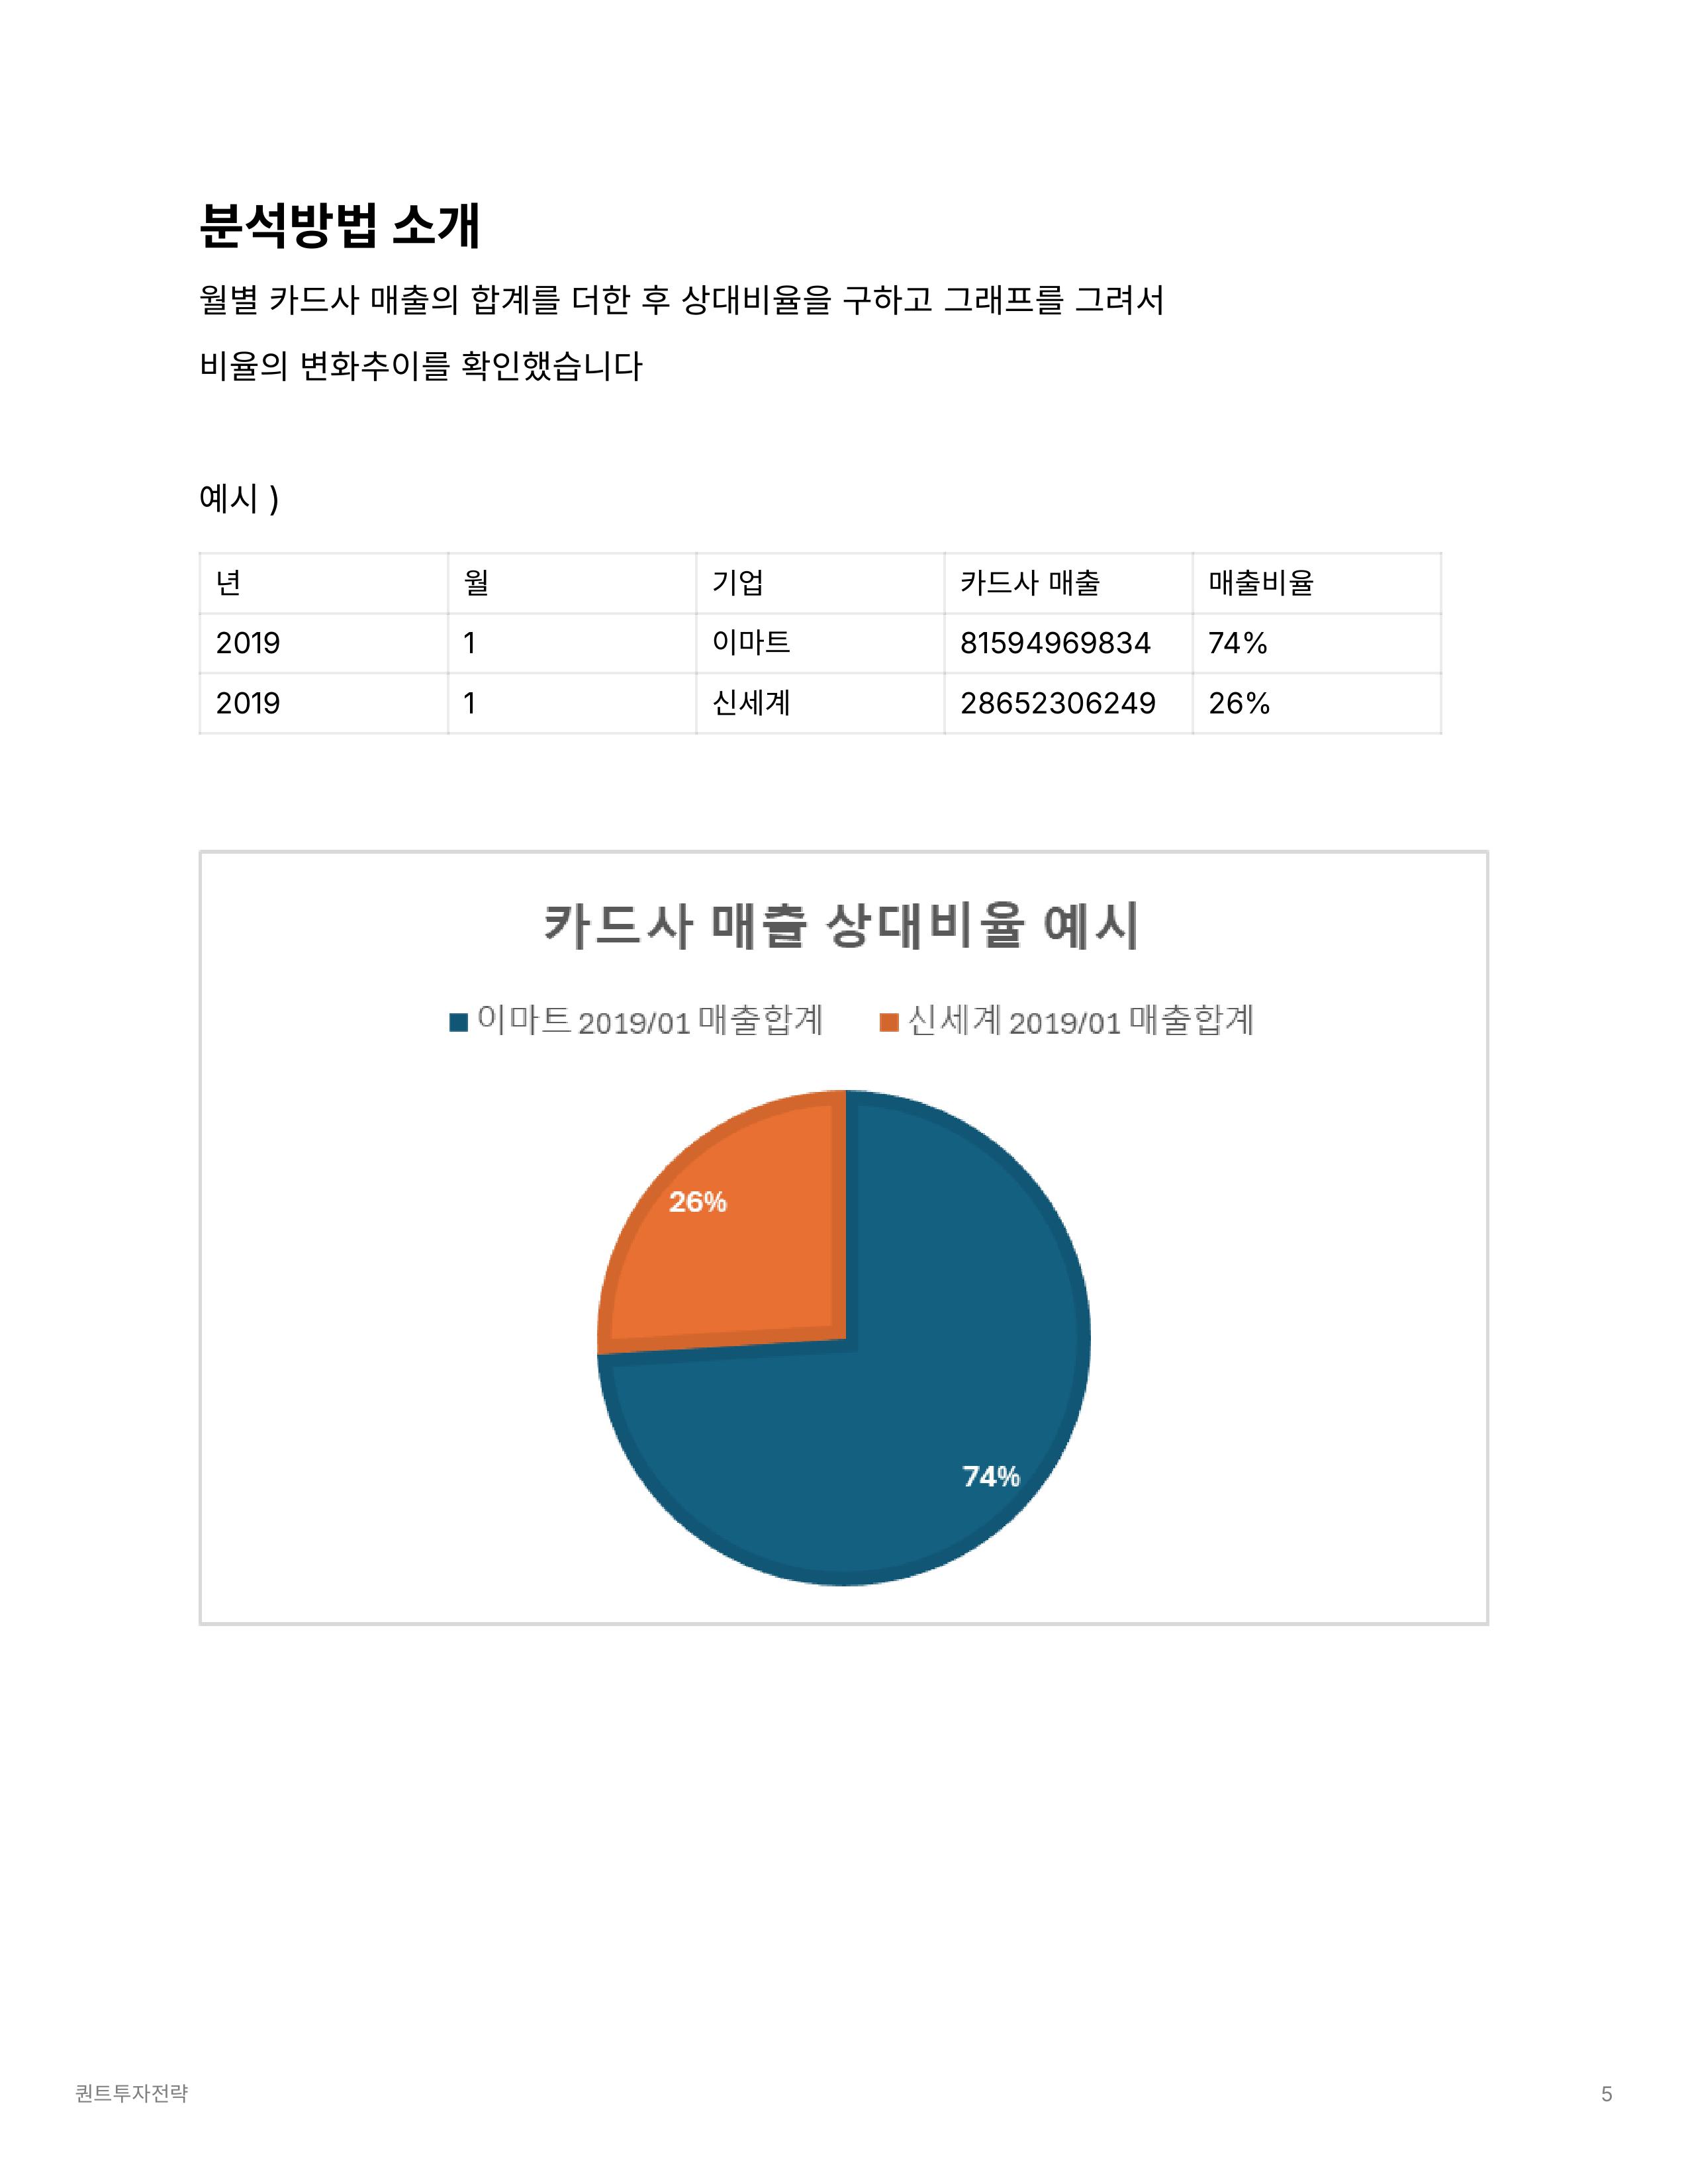 분석방법 소개
월별 카드사 매출의 합계를 더한 후 상대비율을 구하고 그래프를 그려서
비율의 변화추이를 확인했습니다
예시 )
년 월 기업 카드사 매출 매출비율
2019 1 이마트 81594969834 74%
2019 1 신세계 28652306249 26%
카드사 매출 상대비율 예시
이마트 2019/01 매출합계 신세계 2019/01 매출합계
26%
74%
퀀트투자전략 5